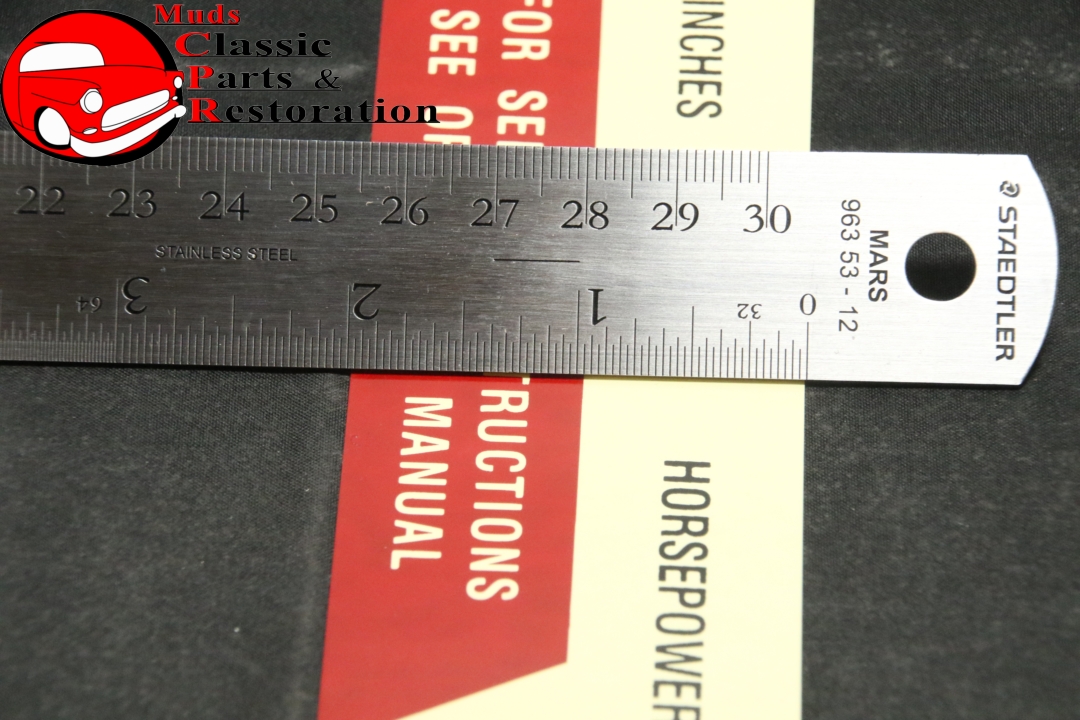 Muds
Classic
Parts &
Restoration
INCHES
FOR SE
SEE O
22 23 24 25 26 27 28 29 30
STAINLESS STEEL
64 3 2 1 32 0
MARS
963 53 - 12
STAEDTLER
TRUCTIONS
MANUAL
HORSEPOWER